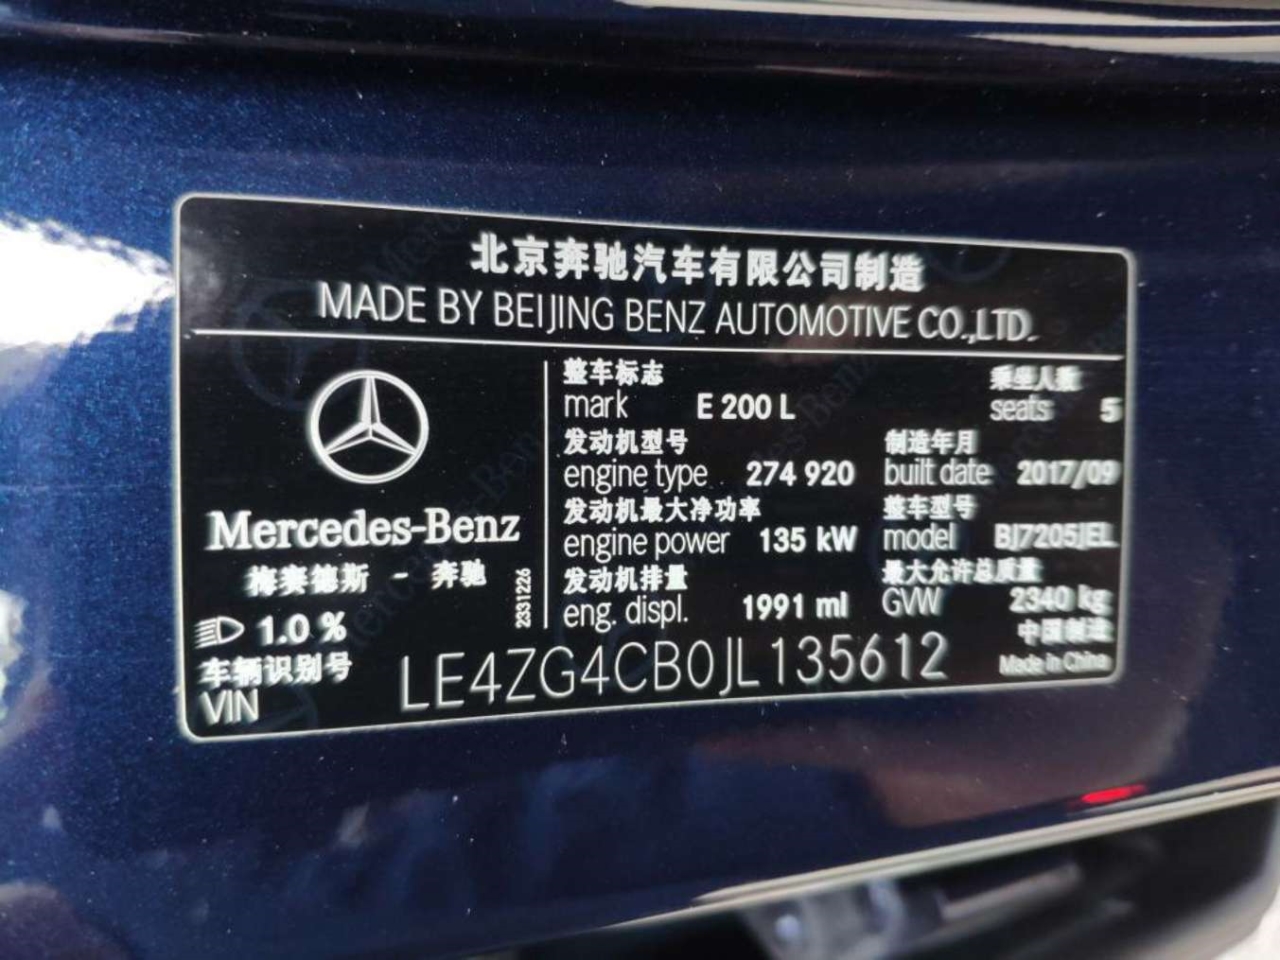 北京奔驰汽车有限公司制造
MADE BY BEIJING BENZ AUTOMOTIVE CO.,LTD.
Mercedes-Benz
梅赛德斯 - 奔驰
1.0 %
2331226
整车标志
mark E 200 L
乘坐人数
seats 5
发动机型号
engine type 274 920
制造年月
built date 2017/09
发动机最大净功率
engine power 135 kW
整车型号
model BJ7205JEL
发动机排量
eng. displ. 1991 ml
最大允许总质量
GVW 2340 kg
中国制造
Made in China
车辆识别号
VIN LE4ZG4CB0JL135612